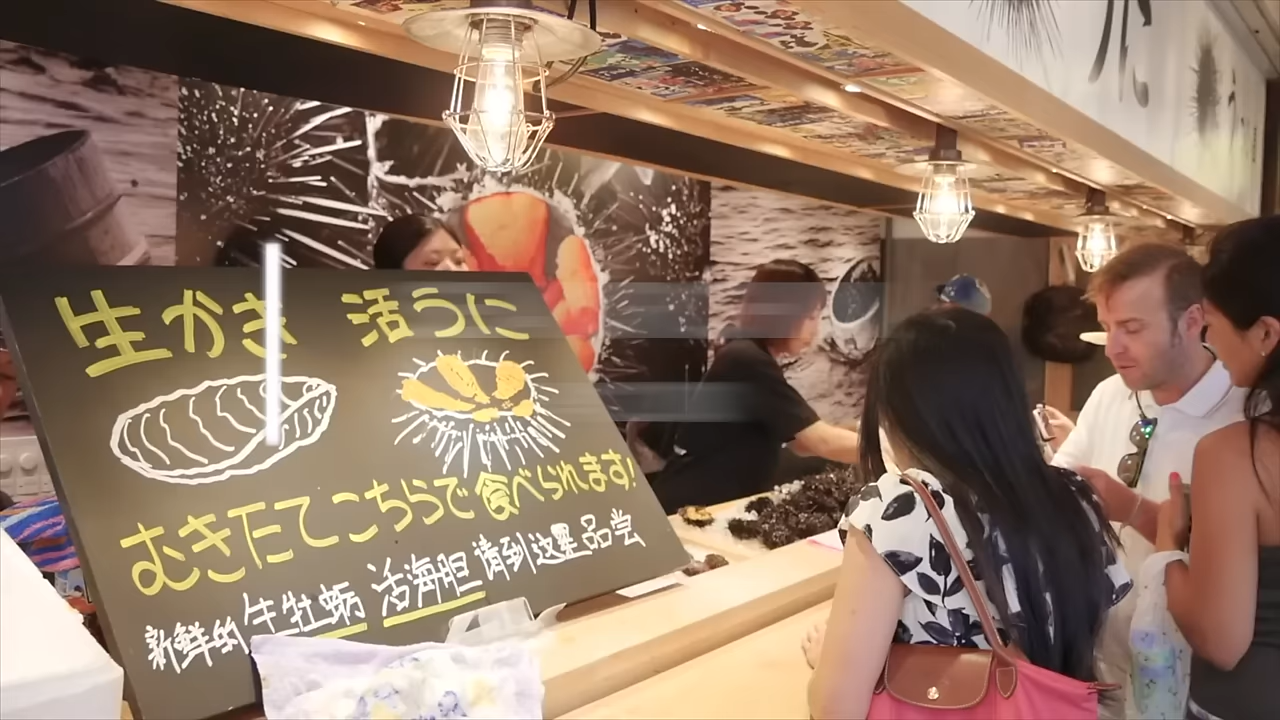 生かき 活うに
むきたてこちらで食べられます!
新鮮的生牡蛎 活海胆 请到这里品尝